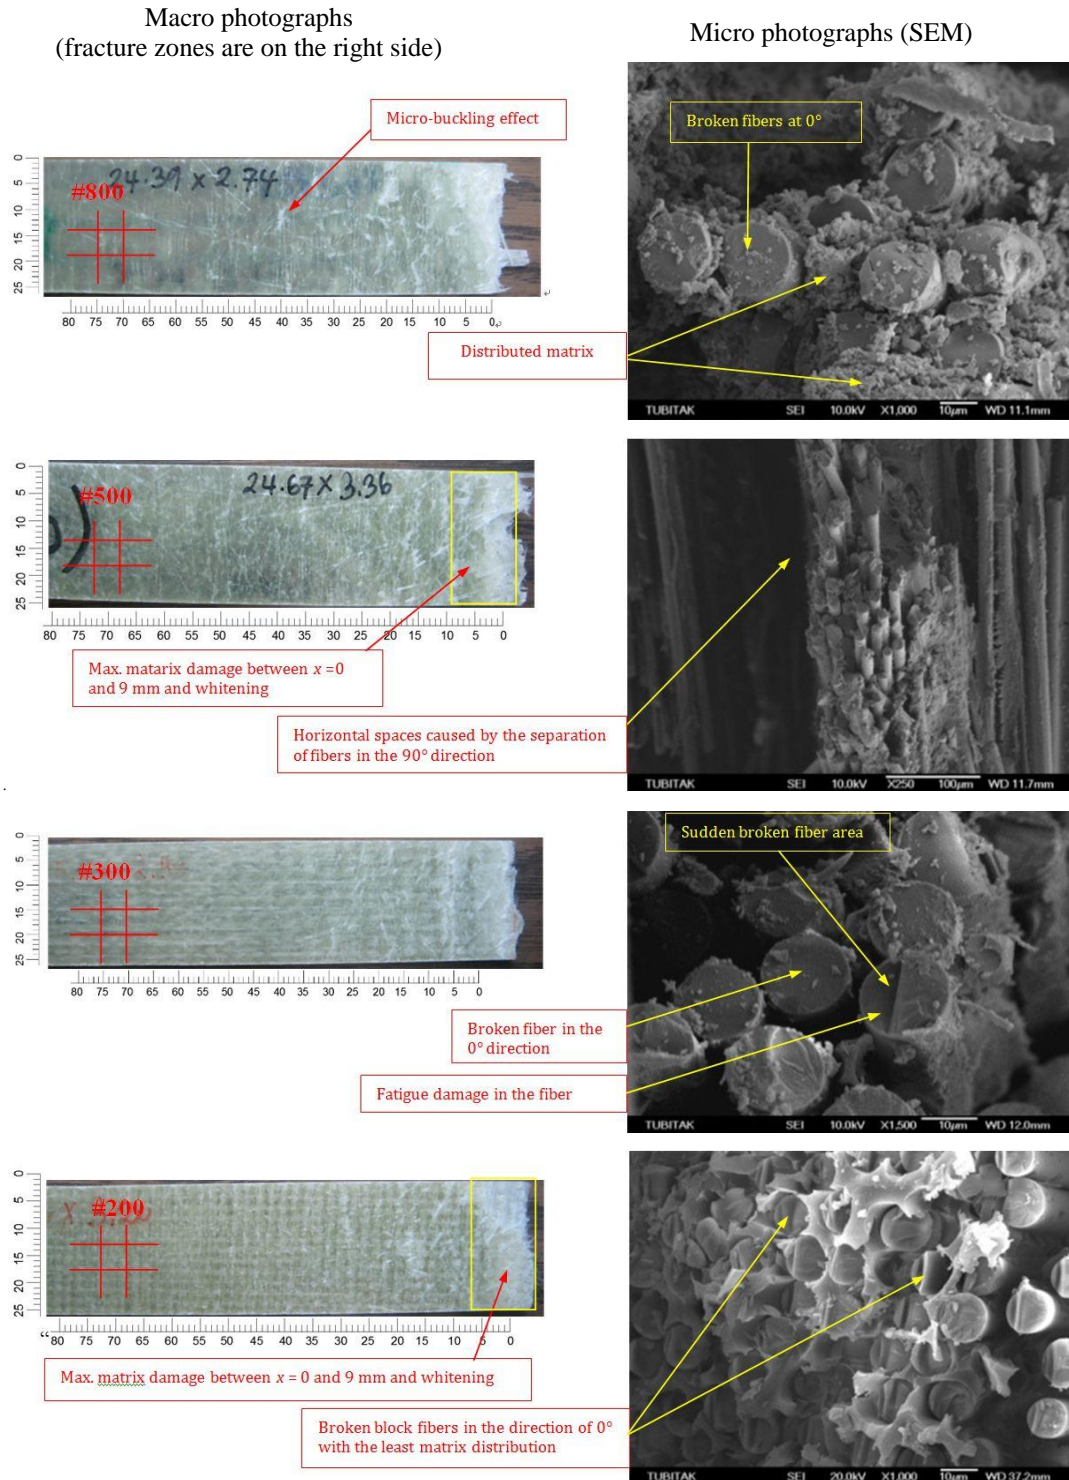 Macro photographs
(fracture zones are on the right side)
Micro photographs (SEM)
Micro-buckling effect
Broken fibers at 0°
0
5
10
15
20
25
#800
24.39 x 2.74
80 75 70 65 60 55 50 45 40 35 30 25 20 15 10 5 0
Distributed matrix
TUBITAK SEI 10.0kV X1,000 10µm WD 11.1mm
0
5
10
15
20
25
#500
24.67 X 3.36
80 75 70 65 60 55 50 45 40 35 30 25 20 15 10 5 0
Max. matarix damage between x =0
and 9 mm and whitening
Horizontal spaces caused by the separation
of fibers in the 90° direction
TUBITAK SEI 10.0kV X250 100µm WD 11.7mm
.
0
5
10
15
20
25
#300
80 75 70 65 60 55 50 45 40 35 30 25 20 15 10 5 0
Sudden broken fiber area
Broken fiber in the
0° direction
Fatigue damage in the fiber
TUBITAK SEI 10.0kV X1,500 10µm WD 12.0mm
0
5
10
15
20
25
#200
“ 80 75 70 65 60 55 50 45 40 35 30 25 20 15 10 5 0
Max. matrix damage between x = 0 and 9 mm and whitening
Broken block fibers in the direction of 0°
with the least matrix distribution
TUBITAK SEI 20.0kV X1,000 10µm WD 37.2mm